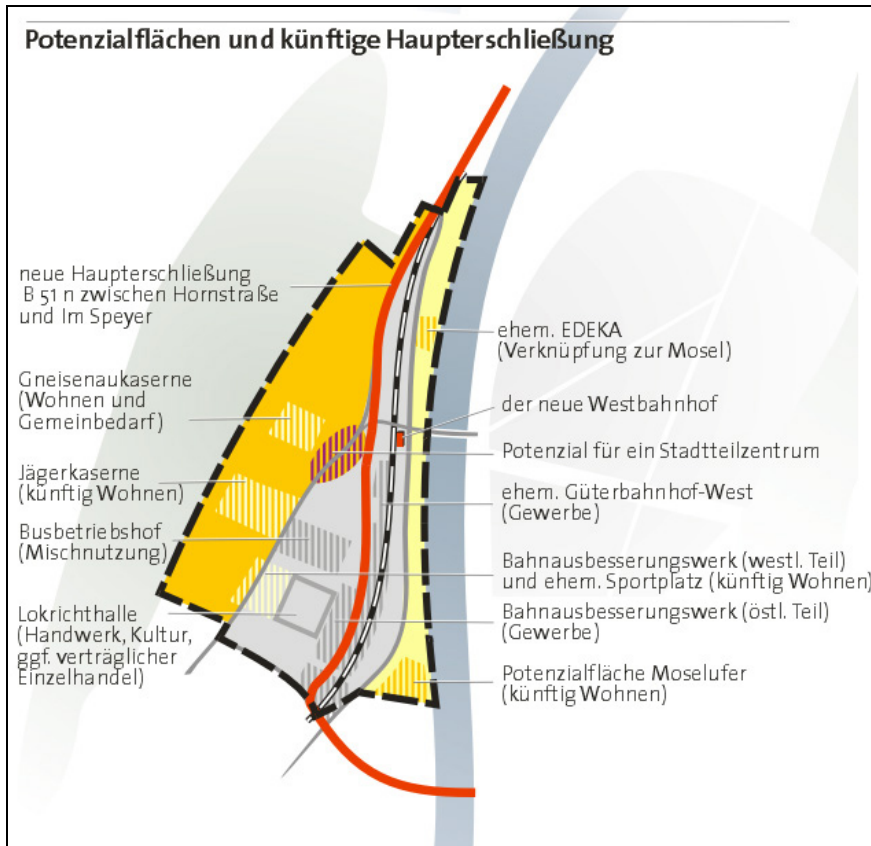 Potenzialflächen und künftige Haupterschließung
neue Haupterschließung
B 51 n zwischen Hornstraße
und Im Speyer
Gneisenaukaserne
(Wohnen und
Gemeinbedarf)
Jägerkaserne
(künftig Wohnen)
Busbetriebshof
(Mischnutzung)
Lokrichthalle
(Handwerk, Kultur,
ggf. verträglicher
Einzelhandel)
ehem. EDEKA
(Verknüpfung zur Mosel)
der neue Westbahnhof
Potenzial für ein Stadtteilzentrum
ehem. Güterbahnhof-West
(Gewerbe)
Bahnausbesserungswerk (westl. Teil)
und ehem. Sportplatz (künftig Wohnen)
Bahnausbesserungswerk (östl. Teil)
(Gewerbe)
Potenzialfläche Moselufer
(künftig Wohnen)